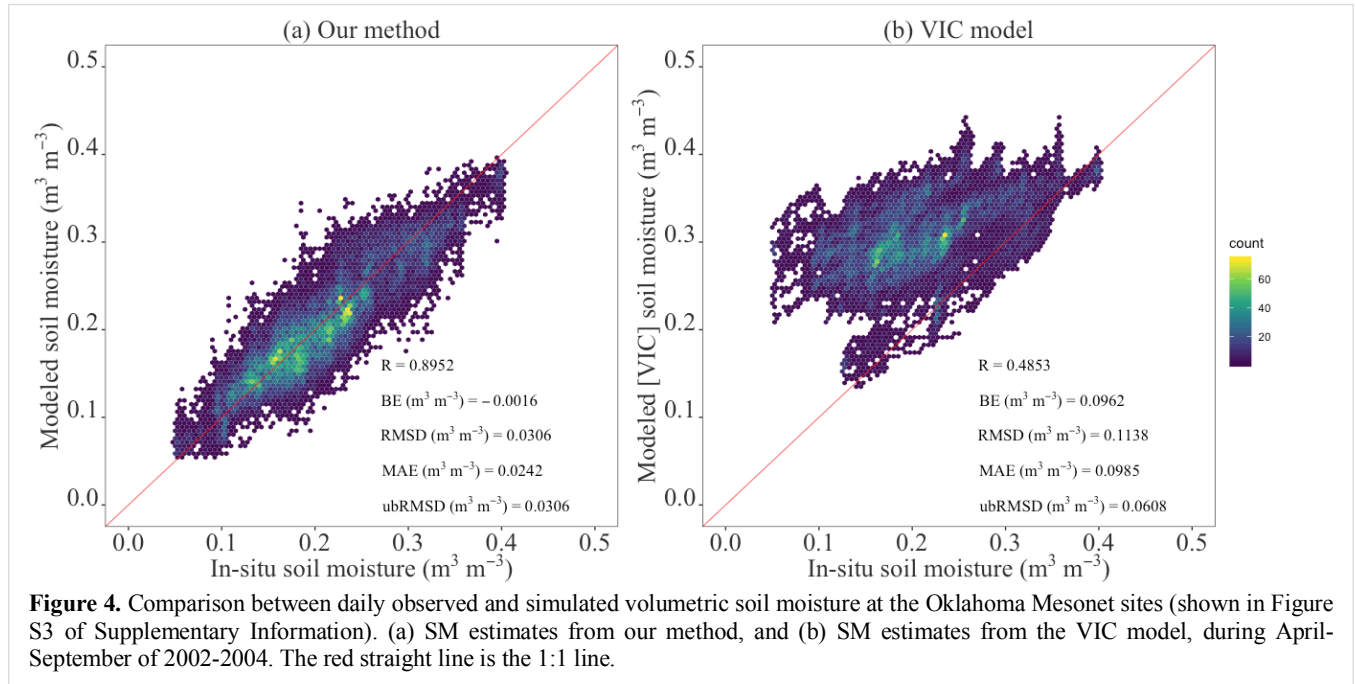 (a) Our method
(b) VIC model
Modeled soil moisture (m³ m⁻³)
0.5
0.4
0.3
0.2
0.1
0.0
R = 0.8952
BE (m³ m⁻³) = −0.0016
RMSD (m³ m⁻³) = 0.0306
MAE (m³ m⁻³) = 0.0242
ubRMSD (m³ m⁻³) = 0.0306
0.0 0.1 0.2 0.3 0.4 0.5
In-situ soil moisture (m³ m⁻³)
Modeled [VIC] soil moisture (m³ m⁻³)
0.5
0.4
0.3
0.2
0.1
0.0
R = 0.4853
BE (m³ m⁻³) = 0.0962
RMSD (m³ m⁻³) = 0.1138
MAE (m³ m⁻³) = 0.0985
ubRMSD (m³ m⁻³) = 0.0608
0.0 0.1 0.2 0.3 0.4 0.5
In-situ soil moisture (m³ m⁻³)
count
60
40
20
Figure 4. Comparison between daily observed and simulated volumetric soil moisture at the Oklahoma Mesonet sites (shown in Figure
S3 of Supplementary Information). (a) SM estimates from our method, and (b) SM estimates from the VIC model, during April-
September of 2002-2004. The red straight line is the 1:1 line.